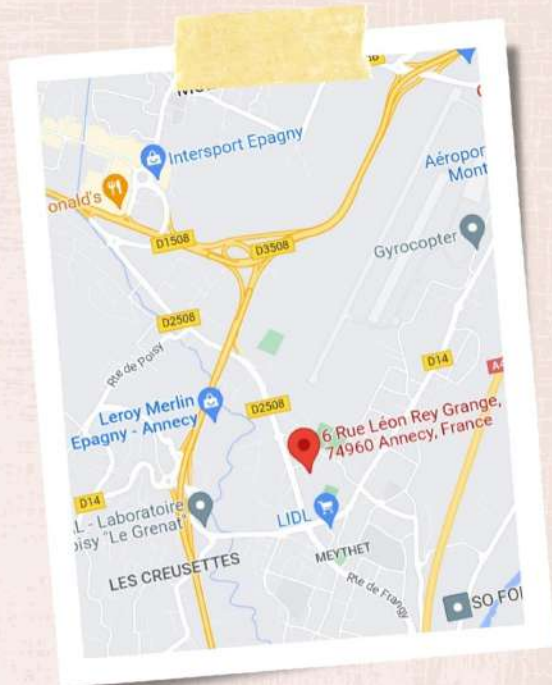 Intersport Epagny
onald's
Aéropor
Mont
Gyrocopter
D1508
D3508
D2508
Rte de Poisy
D14
Leroy Merlin
Epagny - Annecy
D2508
6 Rue Léon Rey Grange,
74960 Annecy, France
D14
L - Laboratoire
oisy "Le Grenat"
LIDL
MEYTHET
LES CREUSETTES
Rte de Frangy
SO FOI